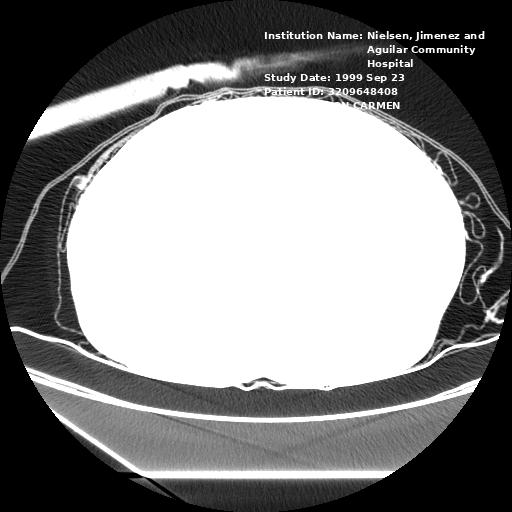 Institution Name: Nielsen, Jimenez and
Aguilar Community
Hospital
Study Date: 1999 Sep 23
Patient ID: 3209648408
CARMEN